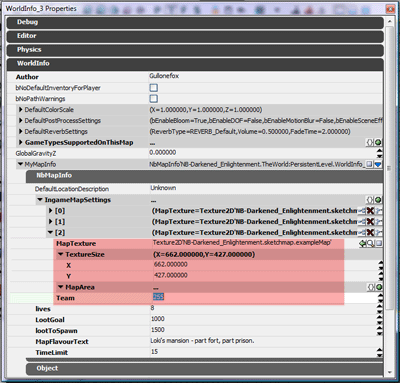 WorldInfo_3 Properties
Debug
Editor
Physics
WorldInfo
Author Gullonefox
bNoDefaultInventoryForPlayer
bNoPathWarnings
DefaultColorScale (X=1.000000,Y=1.000000,Z=1.000000)
DefaultPostProcessSettings (bEnableBloom=True,bEnableDOF=False,bEnableMotionBlur=False,bEnableSceneEff
DefaultReverbSettings (ReverbType=REVERB_Default,Volume=0.500000,FadeTime=2.000000)
GameTypesSupportedOnThisMap ...
GlobalGravityZ 0.000000
MyMapInfo NbMapInfo'NB-Darkened_Enlightenment.TheWorld:PersistentLevel.WorldInfo_
NbMapInfo
DefaultLocationDescription Unknown
IngameMapSettings ...
[0] (MapTexture=Texture2D'NB-Darkened_Enlightenment.sketchm
[1] (MapTexture=Texture2D'NB-Darkened_Enlightenment.sketchm
[2] (MapTexture=Texture2D'NB-Darkened_Enlightenment.sketchm
MapTexture Texture2D'NB-Darkened_Enlightenment.sketchmap.exampleMap'
TextureSize (X=662.000000,Y=427.000000)
X 662.000000
Y 427.000000
MapArea ...
Team 255
lives 8
LootGoal 1000
lootToSpawn 1500
MapFlavourText Loki's mansion - part fort, part prison.
TimeLimit 15
Object